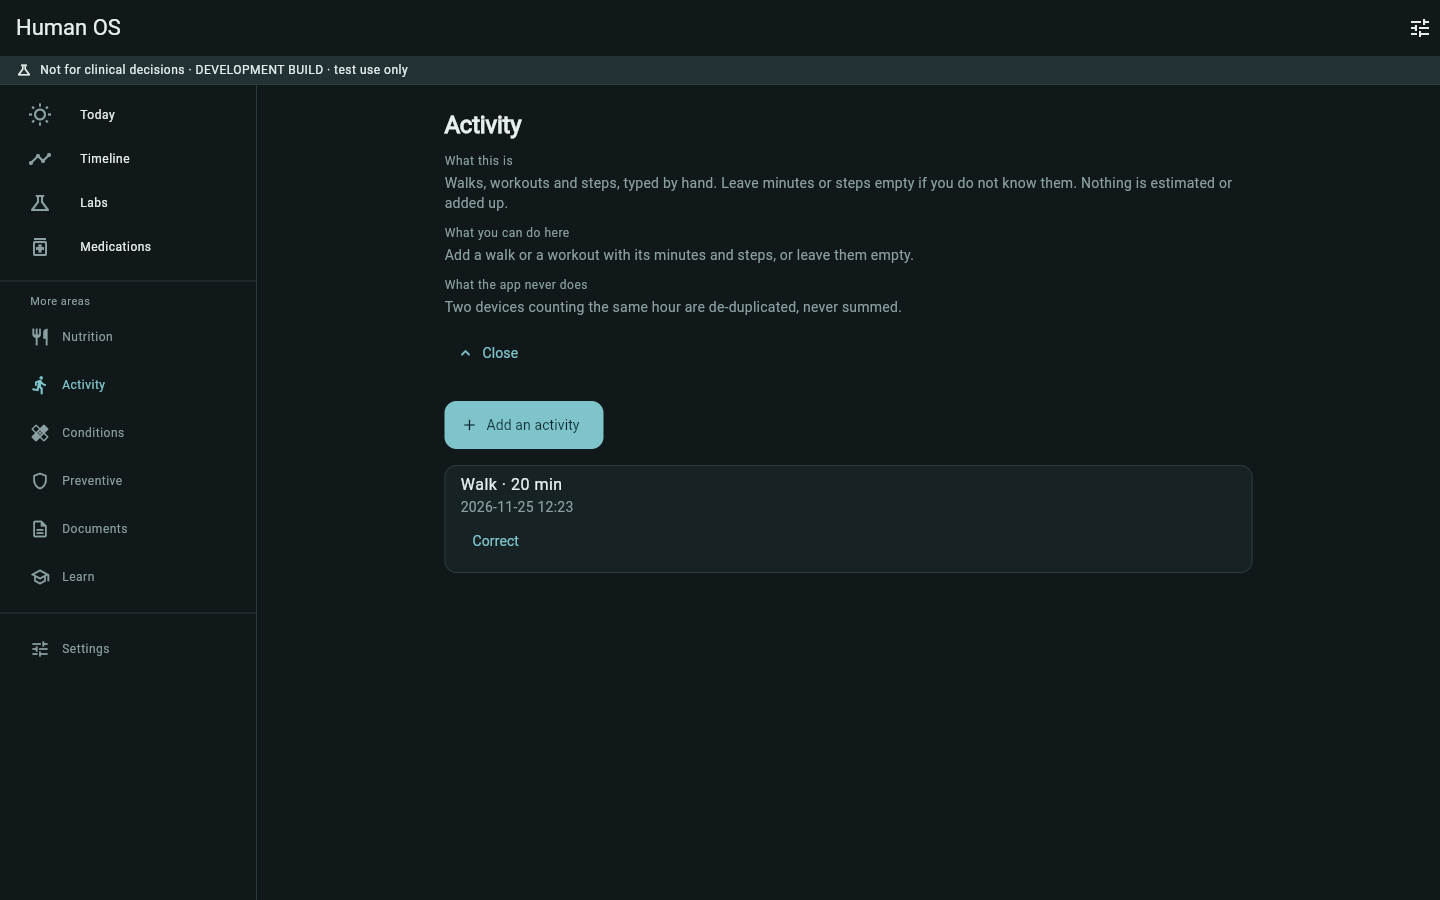 Human OS
Not for clinical decisions · DEVELOPMENT BUILD · test use only
Today
Timeline
Labs
Medications
More areas
Nutrition
Activity
Conditions
Preventive
Documents
Learn
Settings
Activity
What this is
Walks, workouts and steps, typed by hand. Leave minutes or steps empty if you do not know them. Nothing is estimated or
added up.
What you can do here
Add a walk or a workout with its minutes and steps, or leave them empty.
What the app never does
Two devices counting the same hour are de-duplicated, never summed.
Close
Add an activity
Walk · 20 min
2026-11-25 12:23
Correct